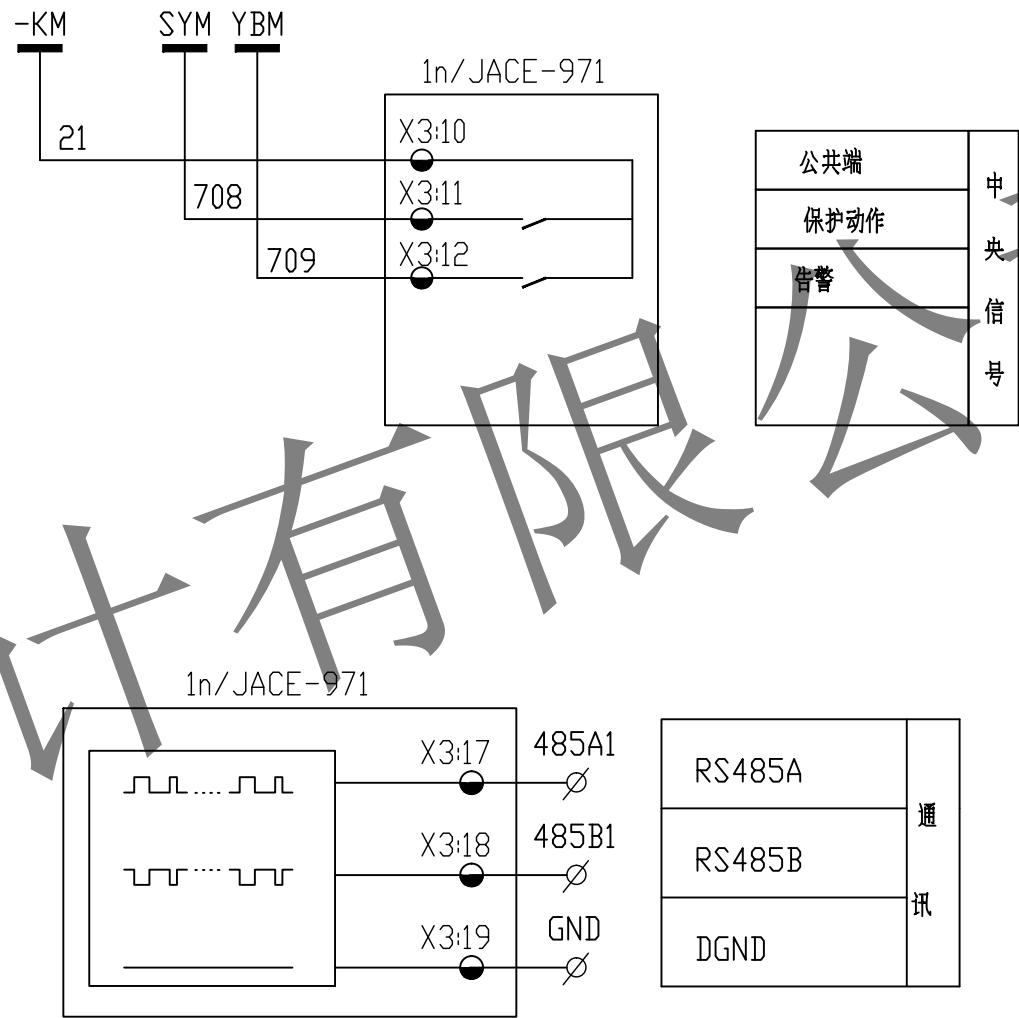 -KM SYM YBM
1n/JACE-971
21
X3:10
708
X3:11
709
X3:12
公共端
保护动作
告警
中央信号
计有限公
1n/JACE-971
X3:17
485A1
X3:18
485B1
X3:19
GND
RS485A
RS485B
DGND
通讯